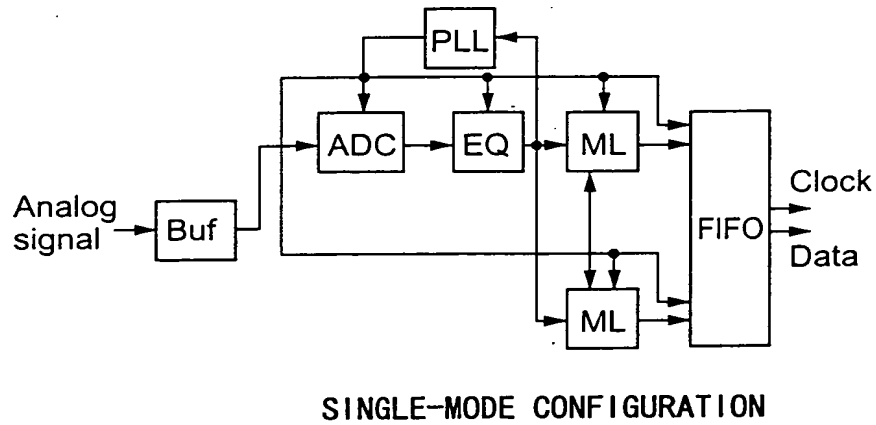 PLL
ADC
EQ
ML
Analog
signal
Buf
FIFO
Clock
Data
ML
SINGLE-MODE CONFIGURATION